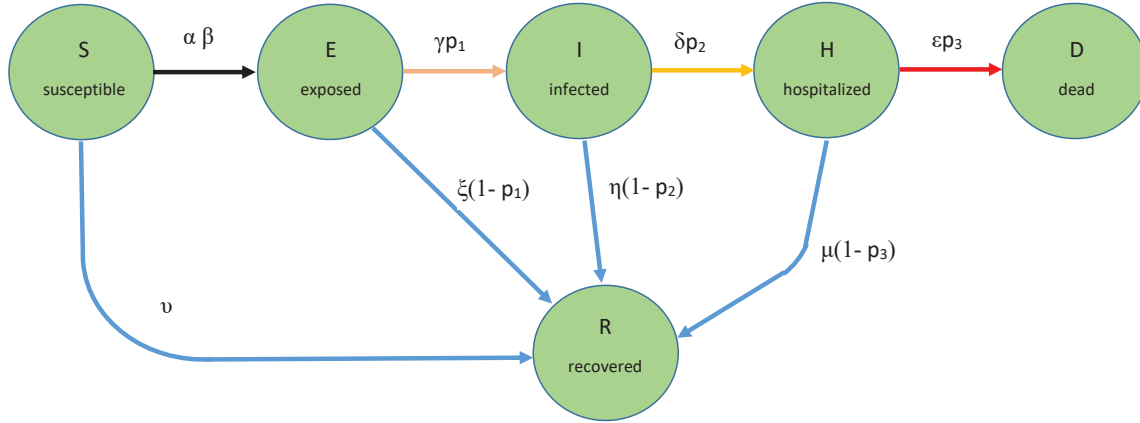 S
susceptible
α β
E
exposed
γp₁
I
infected
δp₂
H
hospitalized
εp₃
D
dead
ξ(1- p₁)
η(1- p₂)
μ(1- p₃)
υ
R
recovered